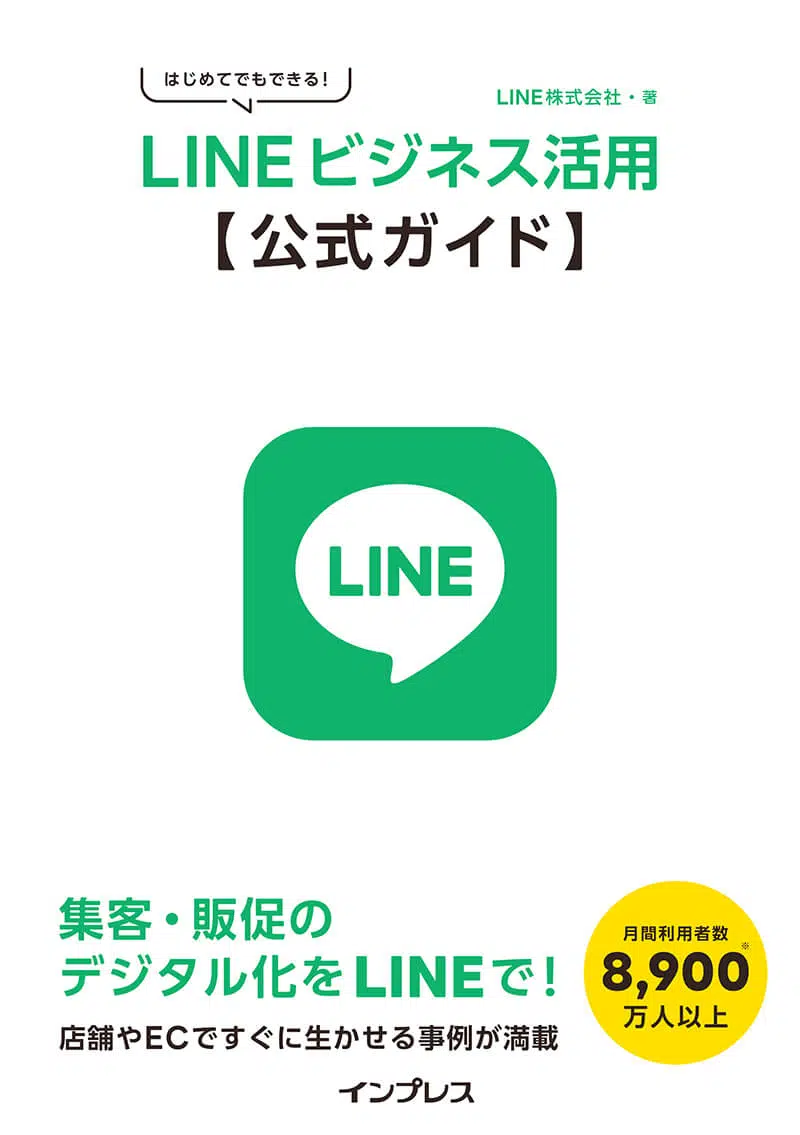 はじめてでもできる!
LINE株式会社・著
LINEビジネス活用
【公式ガイド】
LINE
集客・販促の
デジタル化をLINEで!
店舗やECですぐに生かせる事例が満載
月間利用者数
8,900※
万人以上
インプレス